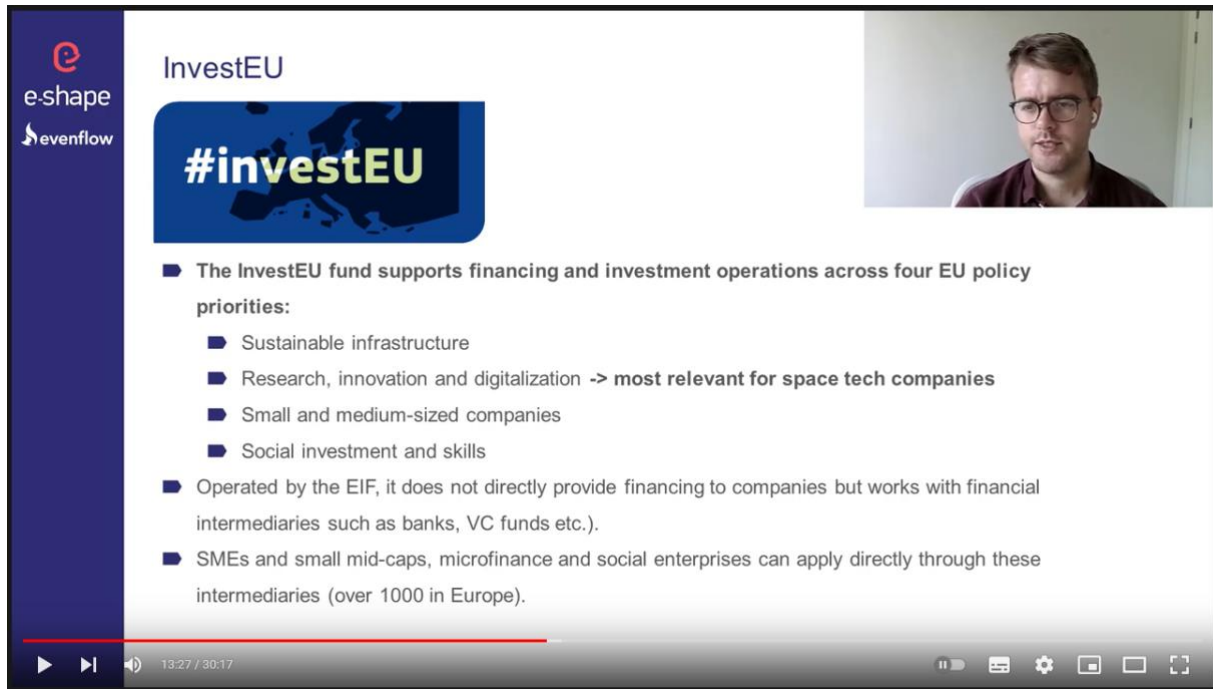 e-shape
evenflow
InvestEU
#investEU
The InvestEU fund supports financing and investment operations across four EU policy
priorities:
Sustainable infrastructure
Research, innovation and digitalization -> most relevant for space tech companies
Small and medium-sized companies
Social investment and skills
Operated by the EIF, it does not directly provide financing to companies but works with financial
intermediaries such as banks, VC funds etc.).
SMEs and small mid-caps, microfinance and social enterprises can apply directly through these
intermediaries (over 1000 in Europe).
13:27 / 30:17